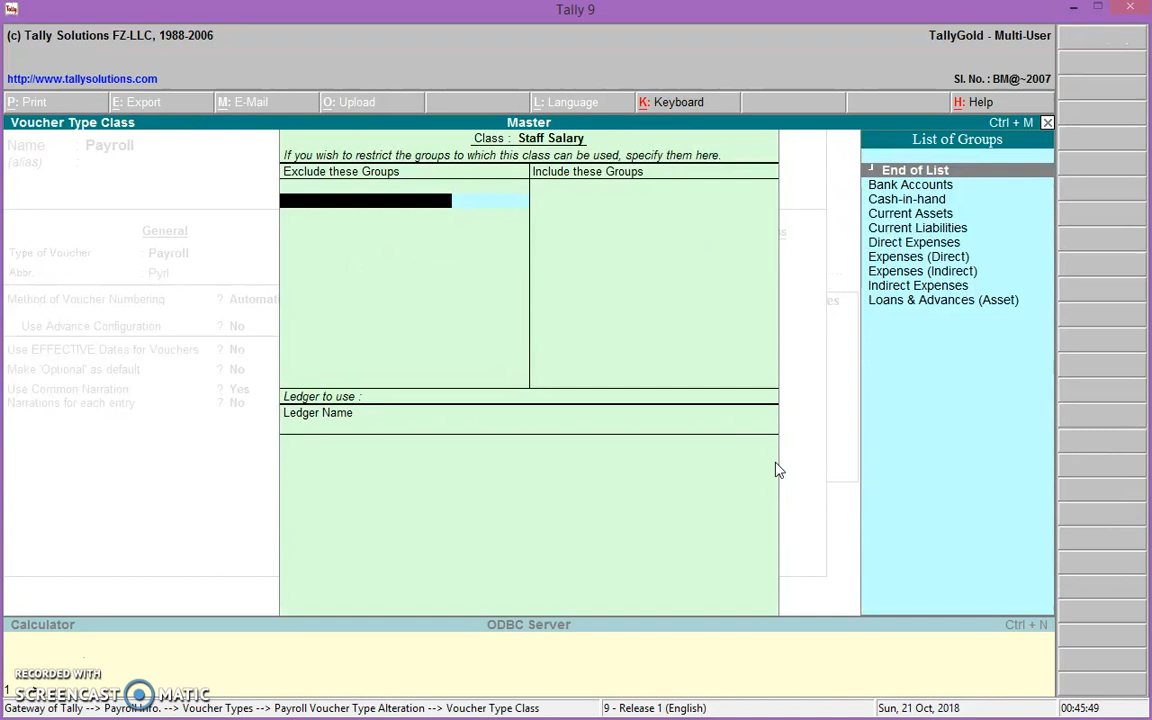 Tally 9
(c) Tally Solutions FZ-LLC, 1988-2006
TallyGold - Multi-User
http://www.tallysolutions.com
Sl. No. : BM@~2007
P: Print
E: Export
M: E-Mail
O: Upload
L: Language
K: Keyboard
H: Help
Voucher Type Class
Master
Ctrl + M
Name : Payroll
(alias) :
Class : Staff Salary
If you wish to restrict the groups to which this class can be used, specify them here.
Exclude these Groups
Include these Groups
List of Groups
End of List
Bank Accounts
Cash-in-hand
Current Assets
Current Liabilities
Direct Expenses
Expenses (Direct)
Expenses (Indirect)
Indirect Expenses
Loans & Advances (Asset)
General
Type of Voucher : Payroll
Abbr. : Pyrl
Method of Voucher Numbering ? Automat
Use Advance Configuration ? No
Use EFFECTIVE Dates for Vouchers ? No
Make 'Optional' as default ? No
Use Common Narration ? Yes
Narrations for each entry ? No
Ledger to use :
Ledger Name
Calculator
ODBC Server
Ctrl + N
RECORDED WITH
SCREENCAST MATIC
1
Gateway of Tally --> Payroll Info. --> Voucher Types --> Payroll Voucher Type Alteration --> Voucher Type Class
9 - Release 1 (English)
Sun, 21 Oct, 2018
00:45:49